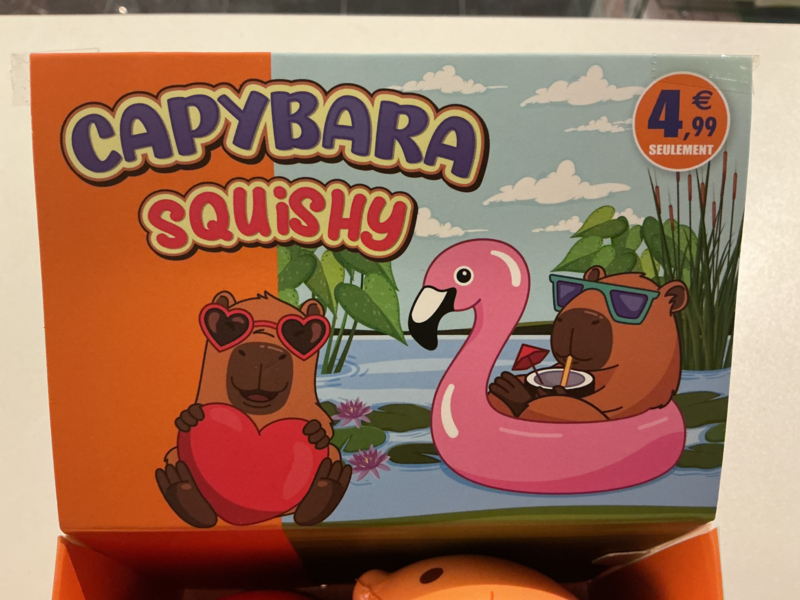 CAPYBARA
SQUiSHY
4,99 €
SEULEMENT